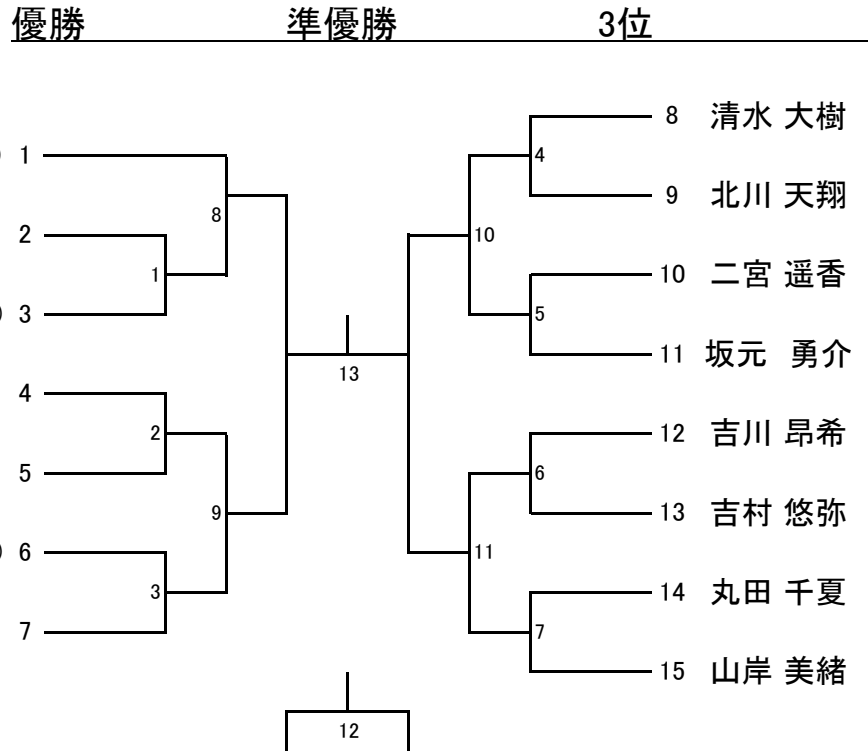 優勝 準優勝 3位
8 清水 大樹
) 1
4
9 北川 天翔
8
2
10
1
10 二宮 遥香
) 3
5
11 坂元 勇介
13
4
2
12 吉川 昂希
5
6
9
13 吉村 悠弥
) 6
11
3
14 丸田 千夏
7
7
15 山岸 美緒
12